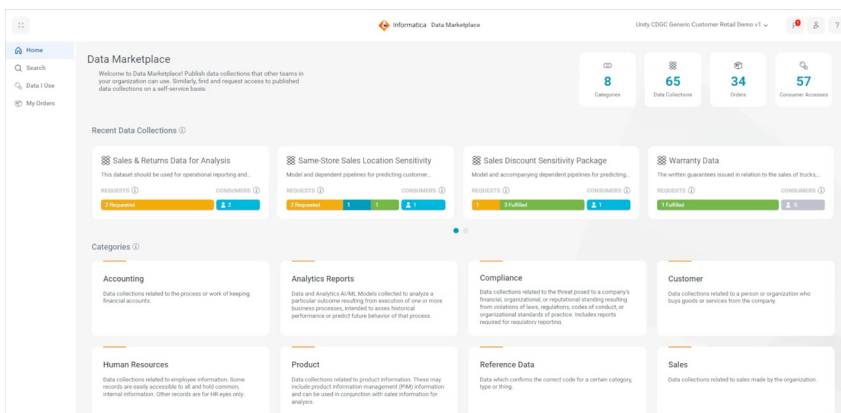 Informatica Data Marketplace
Unity CDGC Generic Customer Retail Demo v1
?
Home
Search
Data I Use
My Orders
Data Marketplace
Welcome to Data Marketplace! Publish data collections that other teams in
your organization can use. Similarly, find and request access to published
data collections on a self-service basis.
8
Categories
65
Data Collections
34
Orders
57
Consumer Accesses
Recent Data Collections
Sales & Returns Data for Analysis
This dataset should be used for operational reporting and...
REQUESTS CONSUMERS
2 Requested 2
Same-Store Sales Location Sensitivity
Model and dependent pipelines for predicting customer...
REQUESTS CONSUMERS
2 Requested 1 1 1
Sales Discount Sensitivity Package
Model and accompanying dependent pipelines for predicting...
REQUESTS CONSUMERS
1 3 Fulfilled 1
Warranty Data
The written guarantees issued in relation to the sales of trucks,...
REQUESTS CONSUMERS
1 Fulfilled 0
Categories
Accounting
Data collections related to the process or work of keeping
financial accounts.
Analytics Reports
Data and Analytics AI/ML Models collected to analyze a
particular outcome resulting from execution of one or more
business processes, intended to assess historical
performance or predict future behavior of that process.
Compliance
Data collections related to the threat posed to a company's
financial, organizational, or reputational standing resulting
from violations of laws, regulations, codes of conduct, or
organizational standards of practice. Includes reports
required for regulatory reporting.
Customer
Data collections related to a person or organization who
buys goods or services from the company.
Human Resources
Data collections related to employee information. Some
records are easily accessible to all and hold common,
internal information. Other records are for HR eyes only.
Product
Data collections related to product information. These may
include product information management (PIM) information
and can be used in conjunction with sales information for
analysis.
Reference Data
Data which confirms the correct code for a certain category,
type or thing.
Sales
Data collections related to sales made by the organization.